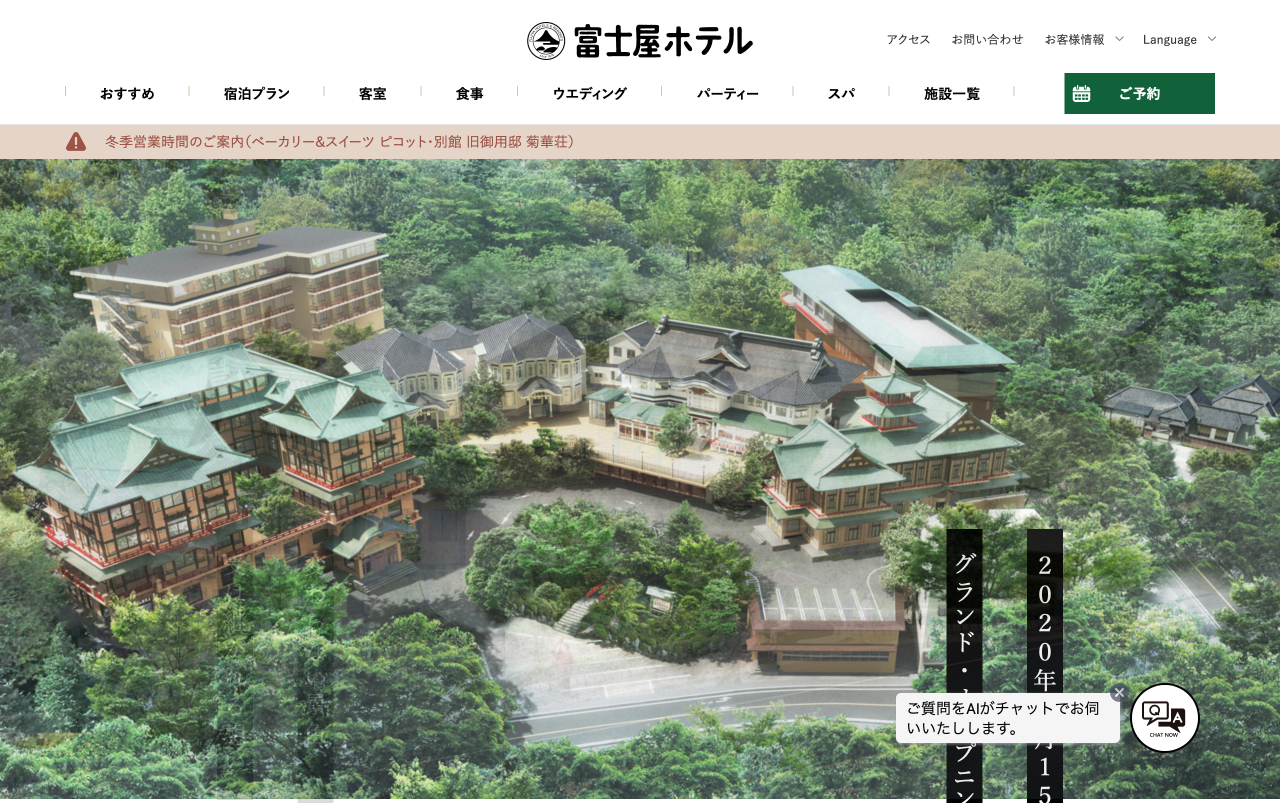 富士屋ホテル
アクセス
お問い合わせ
お客様情報
Language
おすすめ
宿泊プラン
客室
食事
ウエディング
パーティー
スパ
施設一覧
ご予約
冬季営業時間のご案内（ベーカリー&スイーツ ピコット・別館 旧御用邸 菊華荘）
2020年
月15
グランド・
プニン
ご質問をAIがチャットでお伺
いいたしします。
Q
A
CHAT NOW